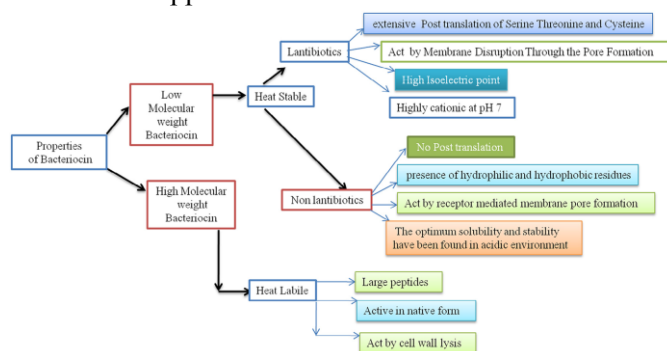 Lantibiotics
extensive Post translation of Serine Threonine and Cysteine
Act by Membrane Disruption Through the Pore Formation
High Isoelectric point
Highly cationic at pH 7
Low
Molecular
weight
Bacteriocin
Heat Stable
Properties
of Bacteriocin
High Molecular
weight
Bacteriocin
Non lantibiotics
No Post translation
presence of hydrophilic and hydrophobic residues
Act by receptor mediated membrane pore formation
The optimum solubility and stability
have been found in acidic environment
Heat Labile
Large peptides
Active in native form
Act by cell wall lysis